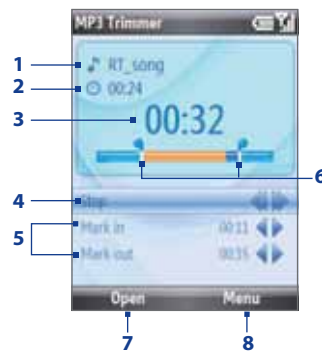 MP3 Trimmer
1 RT_song
2 00:24
3 00:32
6
4 Stop
5 Mark in 00:11
Mark out 00:35
Open Menu
7 8